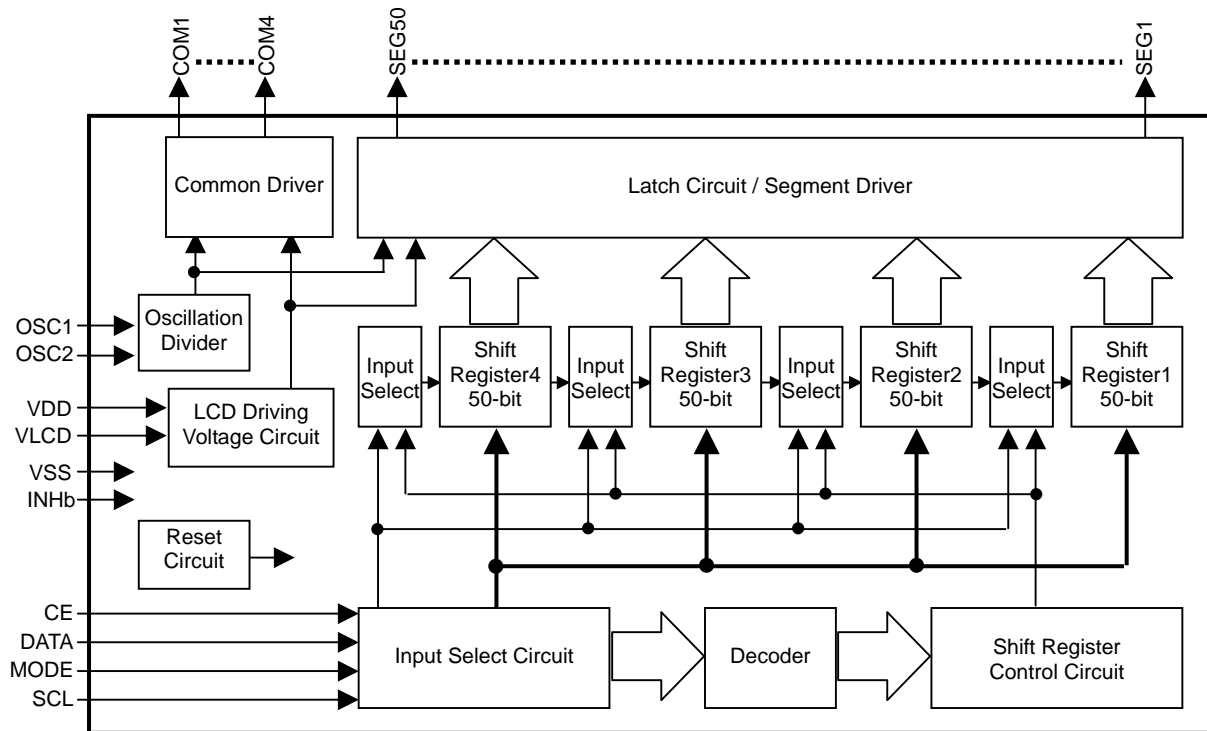 COM1
COM4
SEG50
SEG1
Common Driver
Latch Circuit / Segment Driver
OSC1
OSC2
Oscillation
Divider
VDD
VLCD
LCD Driving
Voltage Circuit
VSS
INHb
Input
Select
Shift
Register4
50-bit
Input
Select
Shift
Register3
50-bit
Input
Select
Shift
Register2
50-bit
Input
Select
Shift
Register1
50-bit
Reset
Circuit
CE
DATA
MODE
SCL
Input Select Circuit
Decoder
Shift Register
Control Circuit